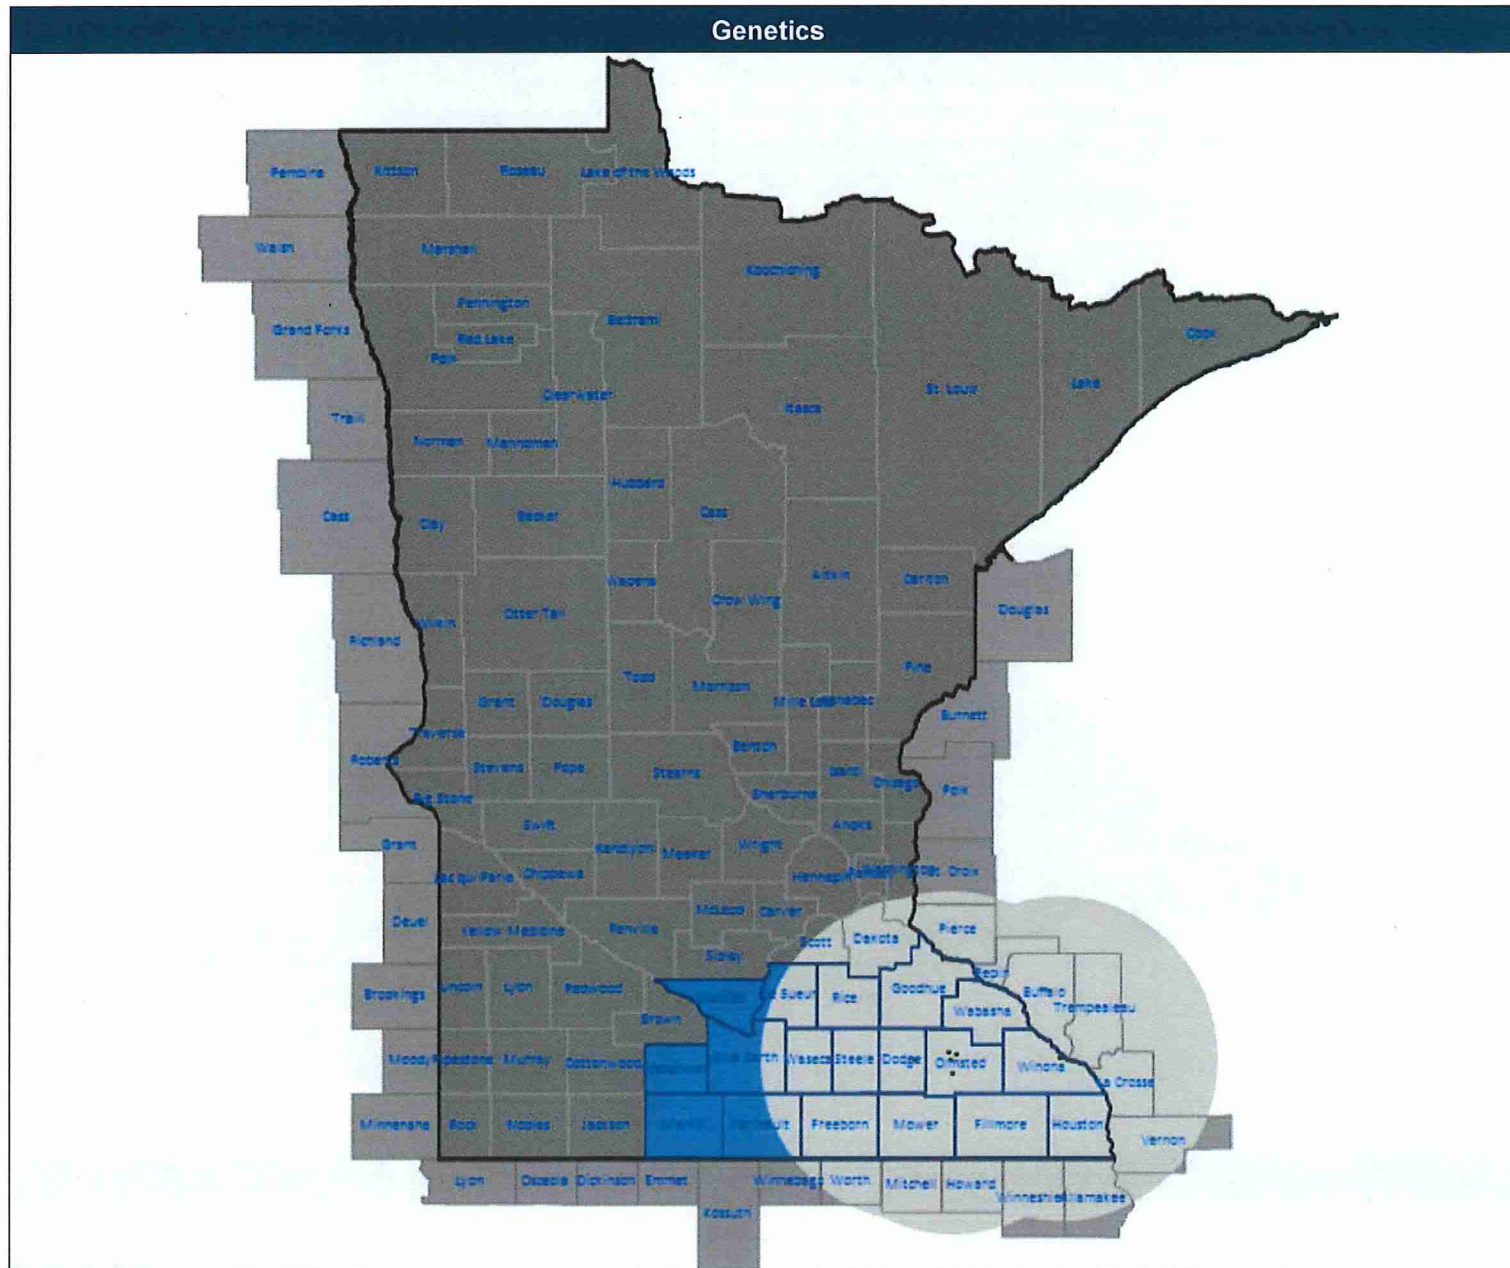 Genetics
Pembina
Kittson
Roseau
Lake of the Woods
Walsh
Marshall
Koochiching
Pennington
Beltrami
Grand Forks
Red Lake
Polk
Cook
Clearwater
St. Louis
Lake
Itasca
Traill
Norman
Mahnomen
Hubbard
Cass
Cass
Clay
Becker
Wadena
Aitkin
Carlton
Crow Wing
Douglas
Otter Tail
Wilkin
Richland
Pine
Todd
Morrison
Grant
Douglas
Mille Lacs
Kanabec
Burnett
Traverse
Benton
Roberts
Stevens
Pope
Stearns
Isanti
Chisago
Sherburne
Polk
Big Stone
Swift
Anoka
Grant
Kandiyohi
Meeker
Wright
Lac qui Parle
Chippewa
Hennepin
Washington
St. Croix
McLeod
Carver
Deuel
Yellow Medicine
Renville
Scott
Dakota
Pierce
Sibley
Pepin
Brookings
Lincoln
Lyon
Redwood
Sueur
Rice
Goodhue
Buffalo
Wabasha
Trempealeau
Brown
Moody
Pipestone
Murray
Cottonwood
Earth
Waseca
Steele
Dodge
Olmsted
Winona
La Crosse
Minnehaha
Rock
Nobles
Jackson
Freeborn
Mower
Fillmore
Houston
Vernon
Lyon
Osceola
Dickinson
Emmet
Winnebago
Worth
Mitchell
Howard
Winneshiek
Allamakee
Kossuth